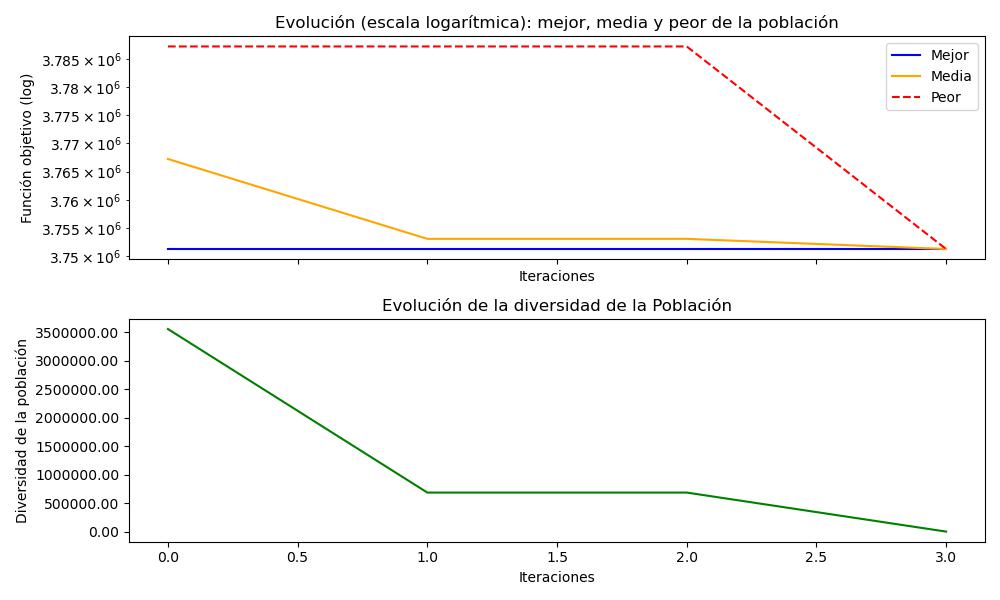 Evolución (escala logarítmica): mejor, media y peor de la población
Función objetivo (log)
3.785 × 10⁶
3.78 × 10⁶
3.775 × 10⁶
3.77 × 10⁶
3.765 × 10⁶
3.76 × 10⁶
3.755 × 10⁶
3.75 × 10⁶
Mejor
Media
Peor
Iteraciones
Evolución de la diversidad de la Población
Diversidad de la población
3500000.00
3000000.00
2500000.00
2000000.00
1500000.00
1000000.00
500000.00
0.00
0.0 0.5 1.0 1.5 2.0 2.5 3.0
Iteraciones